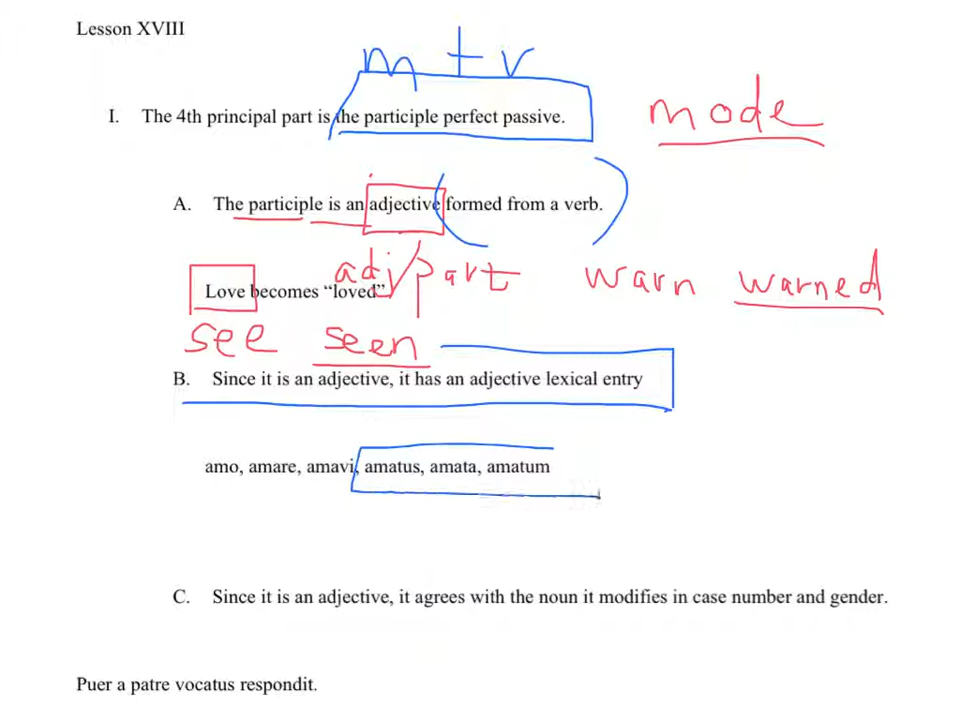 Lesson XVIII
m t v
I. The 4th principal part is the participle perfect passive.
mode
A. The participle is an adjective formed from a verb.
adj/part warn warned
Love becomes “loved”
see seen
B. Since it is an adjective, it has an adjective lexical entry
amo, amare, amavi, amatus, amata, amatum
C. Since it is an adjective, it agrees with the noun it modifies in case number and gender.
Puer a patre vocatus respondit.